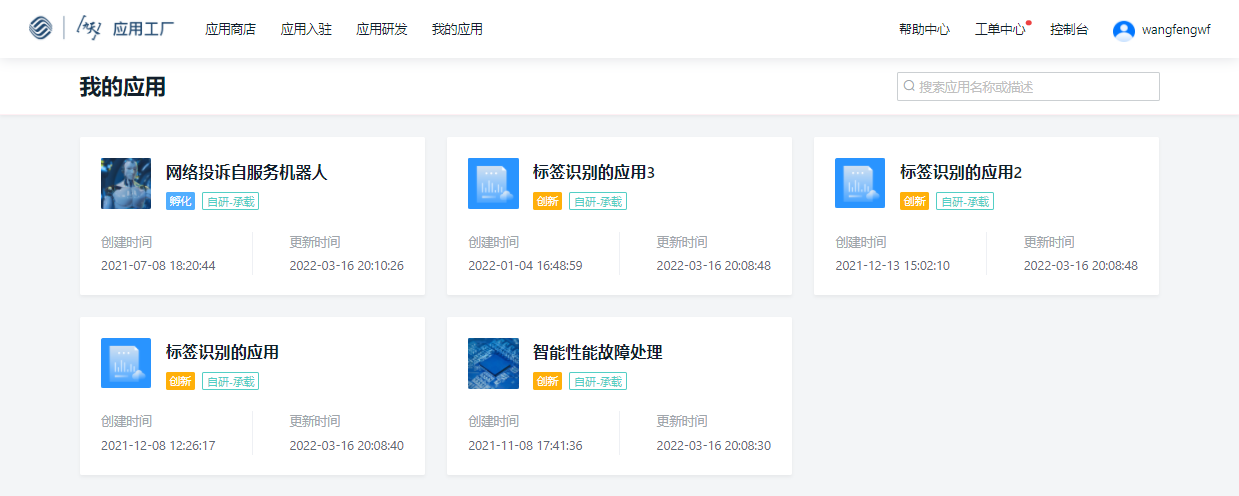 九天 应用工厂 应用商店 应用入驻 应用研发 我的应用 帮助中心 工单中心 控制台 wangfengwf
我的应用 搜索应用名称或描述
网络投诉自服务机器人
孵化 自研-承载
创建时间 更新时间
2021-07-08 18:20:44 2022-03-16 20:10:26
标签识别的应用3
创新 自研-承载
创建时间 更新时间
2022-01-04 16:48:59 2022-03-16 20:08:48
标签识别的应用2
创新 自研-承载
创建时间 更新时间
2021-12-13 15:02:10 2022-03-16 20:08:48
标签识别的应用
创新 自研-承载
创建时间 更新时间
2021-12-08 12:26:17 2022-03-16 20:08:40
智能性能故障处理
创新 自研-承载
创建时间 更新时间
2021-11-08 17:41:36 2022-03-16 20:08:30